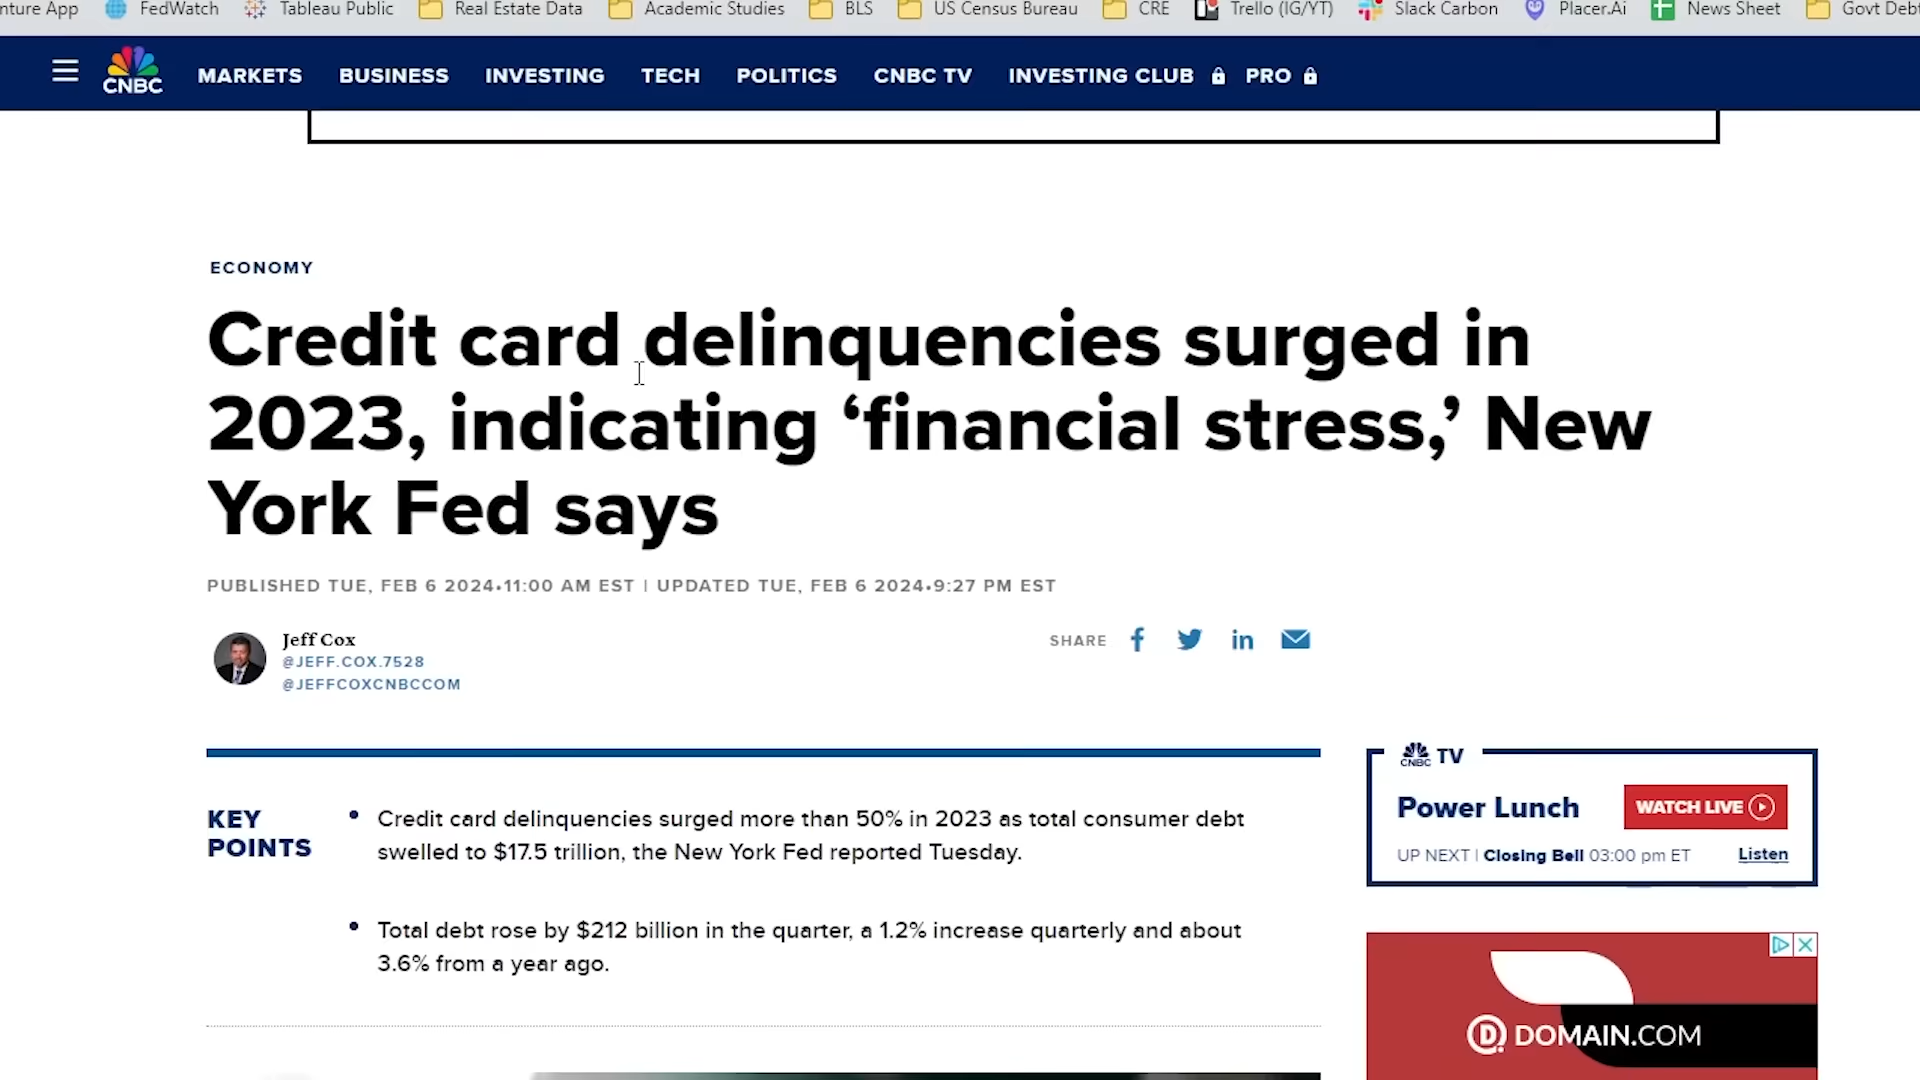 nture App FedWatch Tableau Public Real Estate Data Academic Studies BLS US Census Bureau CRE Trello (IG/YT) Slack Carbon Placer.Ai News Sheet Govt Debt
CNBC MARKETS BUSINESS INVESTING TECH POLITICS CNBC TV INVESTING CLUB PRO
ECONOMY
Credit card delinquencies surged in
2023, indicating ‘financial stress,’ New
York Fed says
PUBLISHED TUE, FEB 6 2024•11:00 AM EST | UPDATED TUE, FEB 6 2024•9:27 PM EST
Jeff Cox
@JEFF.COX.7528
@JEFFCOXCNBCCOM
SHARE
KEY
POINTS
Credit card delinquencies surged more than 50% in 2023 as total consumer debt
swelled to $17.5 trillion, the New York Fed reported Tuesday.
Total debt rose by $212 billion in the quarter, a 1.2% increase quarterly and about
3.6% from a year ago.
CNBC TV
Power Lunch WATCH LIVE
UP NEXT | Closing Bell 03:00 pm ET Listen
DOMAIN.COM